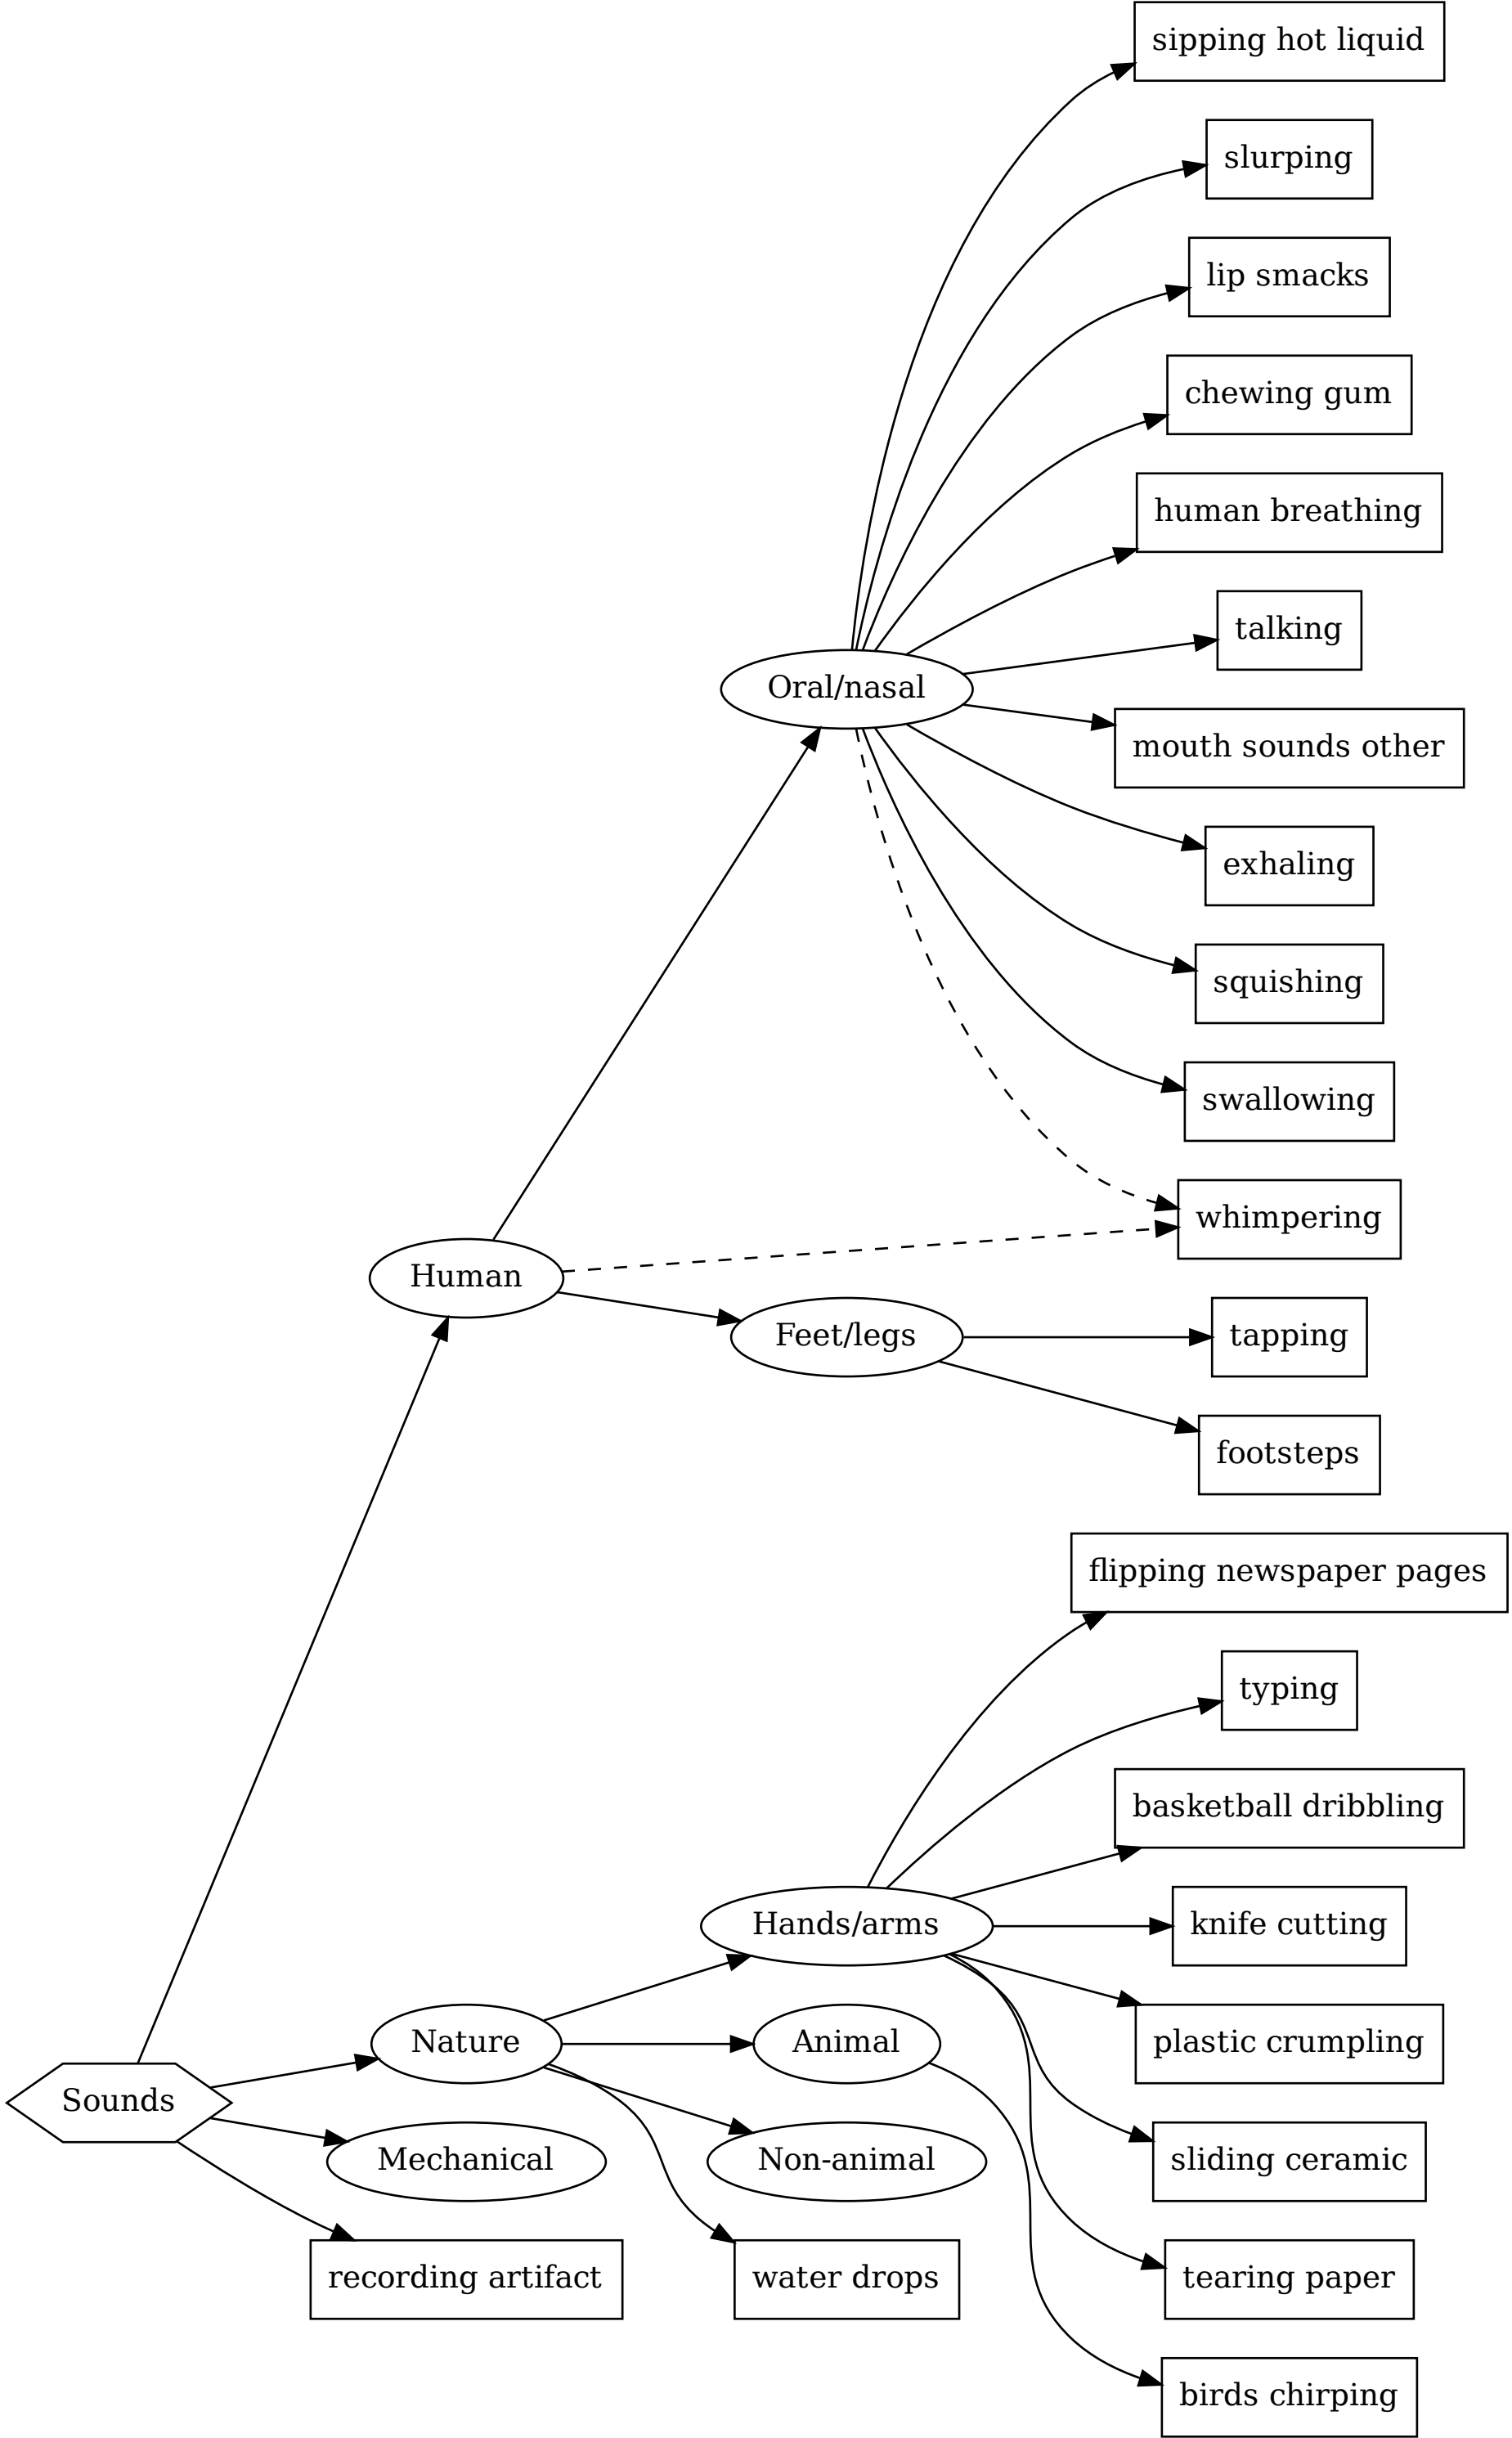 sipping hot liquid
slurping
lip smacks
chewing gum
human breathing
talking
Oral/nasal
mouth sounds other
exhaling
squishing
swallowing
whimpering
Human
Feet/legs
tapping
footsteps
flipping newspaper pages
typing
basketball dribbling
Hands/arms
knife cutting
Nature
Animal
plastic crumpling
Sounds
Mechanical
Non-animal
sliding ceramic
recording artifact
water drops
tearing paper
birds chirping